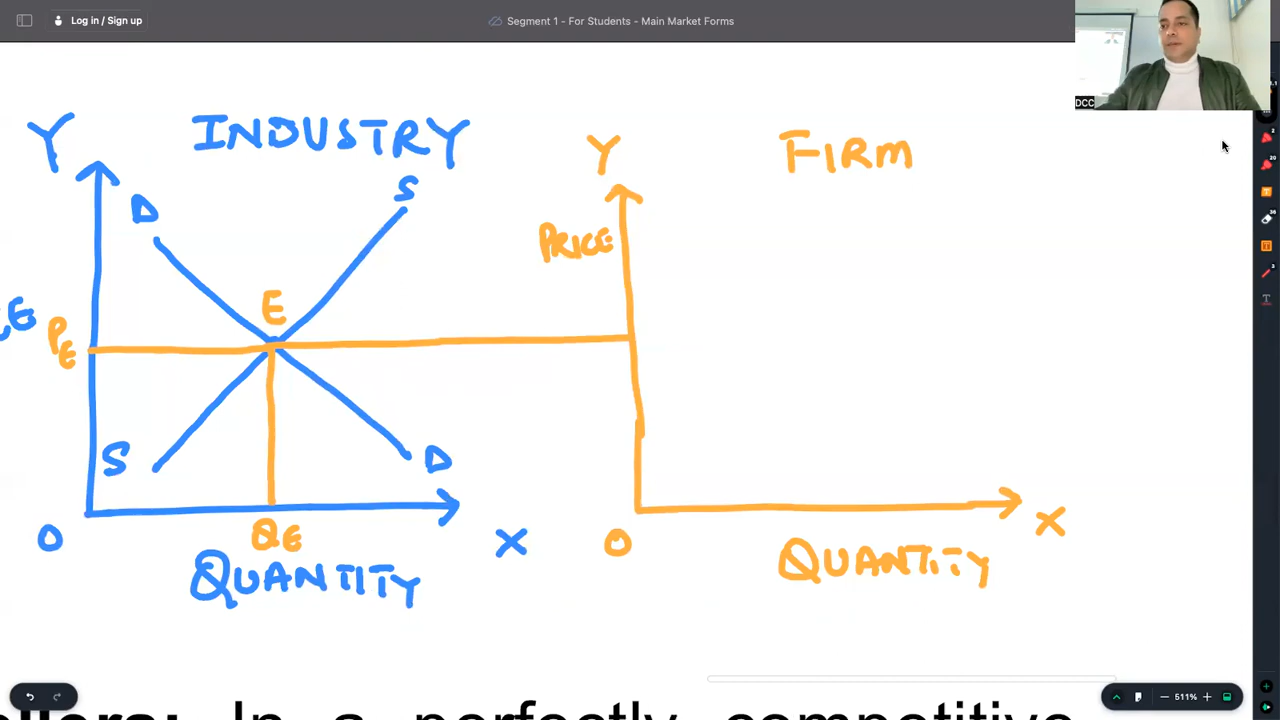 Log in / Sign up
Segment 1 - For Students - Main Market Forms
DCC
Y INDUSTRY
D S
E
PE
S D
O QE X
QUANTITY
Y FIRM
PRICE
O X
QUANTITY
In a perfectly competitive
511%